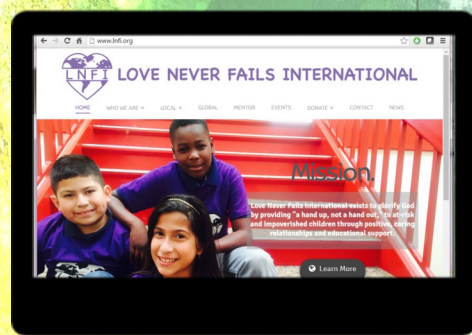 www.lnfi.org
LNFI
LOVE NEVER FAILS INTERNATIONAL
HOME WHO WE ARE LOCAL GLOBAL MENTOR EVENTS DONATE CONTACT NEWS
Mission.
"Love Never Fails International exists to glorify God
by providing "a hand up, not a hand out," to at-risk
and impoverished children through positive, caring
relationships and educational support.
Learn More